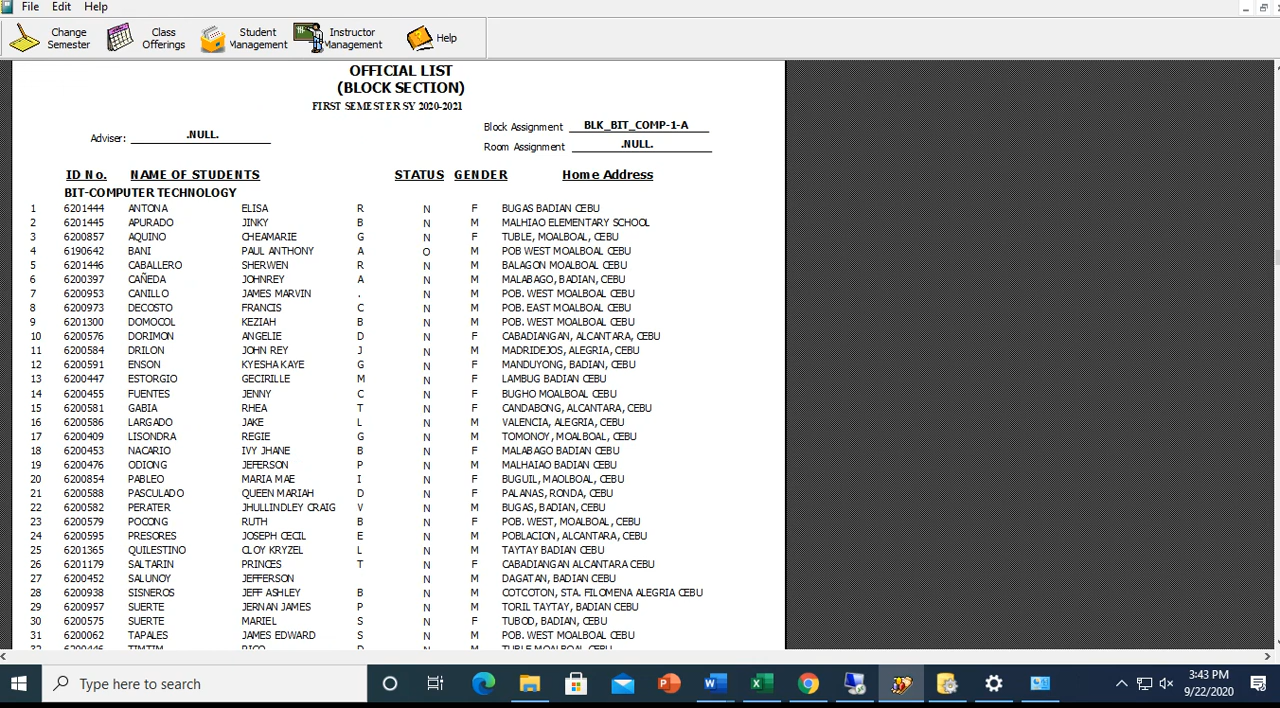 File Edit Help
Change Semester Class Offerings Student Management Instructor Management Help
OFFICIAL LIST
(BLOCK SECTION)
FIRST SEMESTER SY 2020-2021
Adviser: .NULL. Block Assignment BLK_BIT_COMP-1-A
Room Assignment .NULL.
ID No. NAME OF STUDENTS STATUS GENDER Home Address
BIT-COMPUTER TECHNOLOGY
1 6201444 ANTONA ELISA R N F BUGAS BADIAN CEBU
2 6201445 APURADO JINKY B N M MALHIAO ELEMENTARY SCHOOL
3 6200857 AQUINO CHEAMARIE G N F TUBLE, MOALBOAL, CEBU
4 6190642 BANI PAUL ANTHONY A O M POB WEST MOALBOAL CEBU
5 6201446 CABALLERO SHERWEN R N M BALAGON MOALBOAL CEBU
6 6200397 CAÑEDA JOHNREY A N M MALABAGO, BADIAN, CEBU
7 6200953 CANILLO JAMES MARVIN . N M POB. WEST MOALBOAL CEBU
8 6200973 DECOSTO FRANCIS C N M POB. EAST MOALBOAL CEBU
9 6201300 DOMOCOL KEZIAH B N M POB. WEST MOALBOAL CEBU
10 6200576 DORIMON ANGELIE D N F CABADIANGAN, ALCANTARA, CEBU
11 6200584 DRILON JOHN REY J N M MADRIDEJOS, ALEGRIA, CEBU
12 6200591 ENSON KYESHA KAYE G N F MANDUYONG, BADIAN, CEBU
13 6200447 ESTORGIO GECIRILLE M N F LAMBUG BADIAN CEBU
14 6200455 FUENTES JENNY C N F BUGHO MOALBOAL CEBU
15 6200581 GABIA RHEA T N F CANDABONG, ALCANTARA, CEBU
16 6200586 LARGADO JAKE L N M VALENCIA, ALEGRIA, CEBU
17 6200409 LISONDRA REGIE G N M TOMONOY, MOALBOAL, CEBU
18 6200453 NACARIO IVY JHANE B N F MALABAGO BADIAN CEBU
19 6200476 ODIONG JEFERSON P N M MALHAIAO BADIAN CEBU
20 6200854 PABLEO MARIA MAE I N F BUGUIL, MAOLBOAL, CEBU
21 6200588 PASCULADO QUEEN MARIAH D N F PALANAS, RONDA, CEBU
22 6200582 PERATER JHULLINDLEY CRAIG V N M BUGAS, BADIAN, CEBU
23 6200579 POCONG RUTH B N F POB. WEST, MOALBOAL, CEBU
24 6200595 PRESORES JOSEPH CECIL E N M POBLACION, ALCANTARA, CEBU
25 6201365 QUILESTINO CLOY KRYZEL L N M TAYTAY BADIAN CEBU
26 6201179 SALTARIN PRINCES T N F CABADIANGAN ALCANTARA CEBU
27 6200452 SALUNOY JEFFERSON N M DAGATAN, BADIAN CEBU
28 6200938 SISNEROS JEFF ASHLEY B N M COTCOTON, STA. FILOMENA ALEGRIA CEBU
29 6200957 SUERTE JERNAN JAMES P N M TORIL TAYTAY, BADIAN CEBU
30 6200575 SUERTE MARIEL S N F TUBOD, BADIAN, CEBU
31 6200062 TAPALES JAMES EDWARD S N M POB. WEST MOALBOAL CEBU
32 6200446 TIMTIM RICO D N M TUBLE MOALBOAL CEBU
Type here to search
3:43 PM
9/22/2020